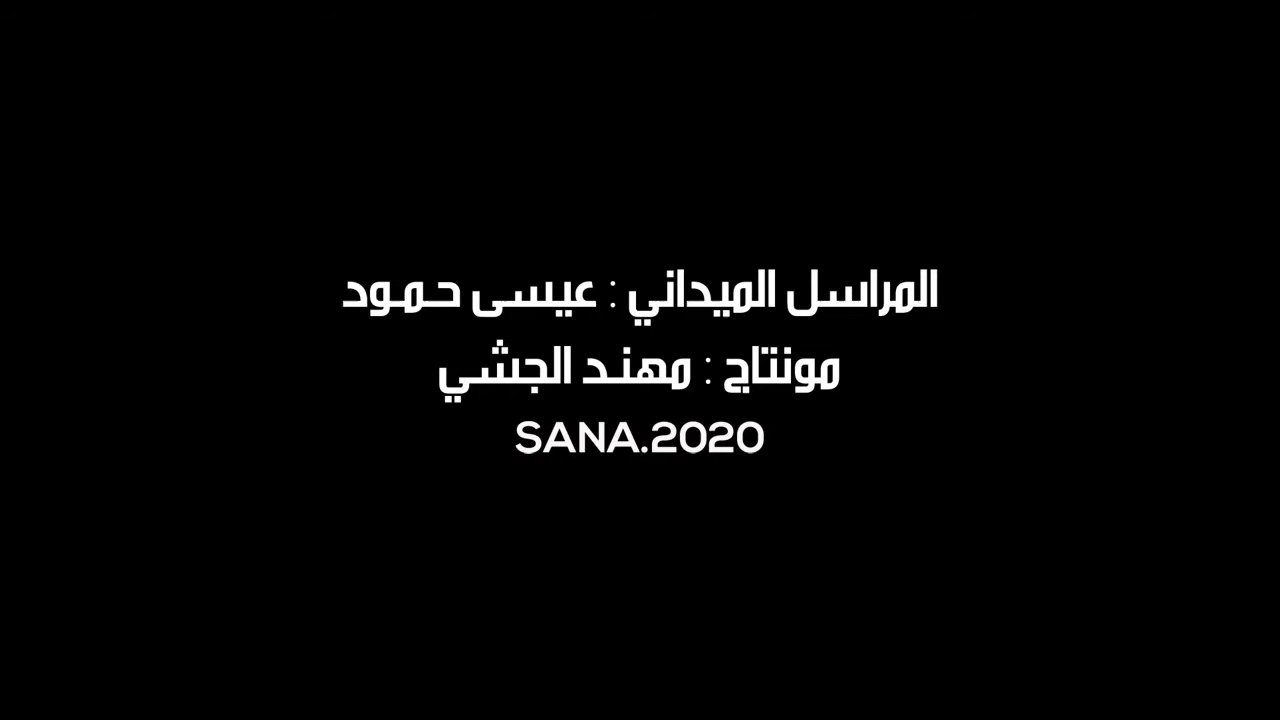 المراسل الميداني : عيسى حمود
مونتاج : مهند الجشي
SANA.2020